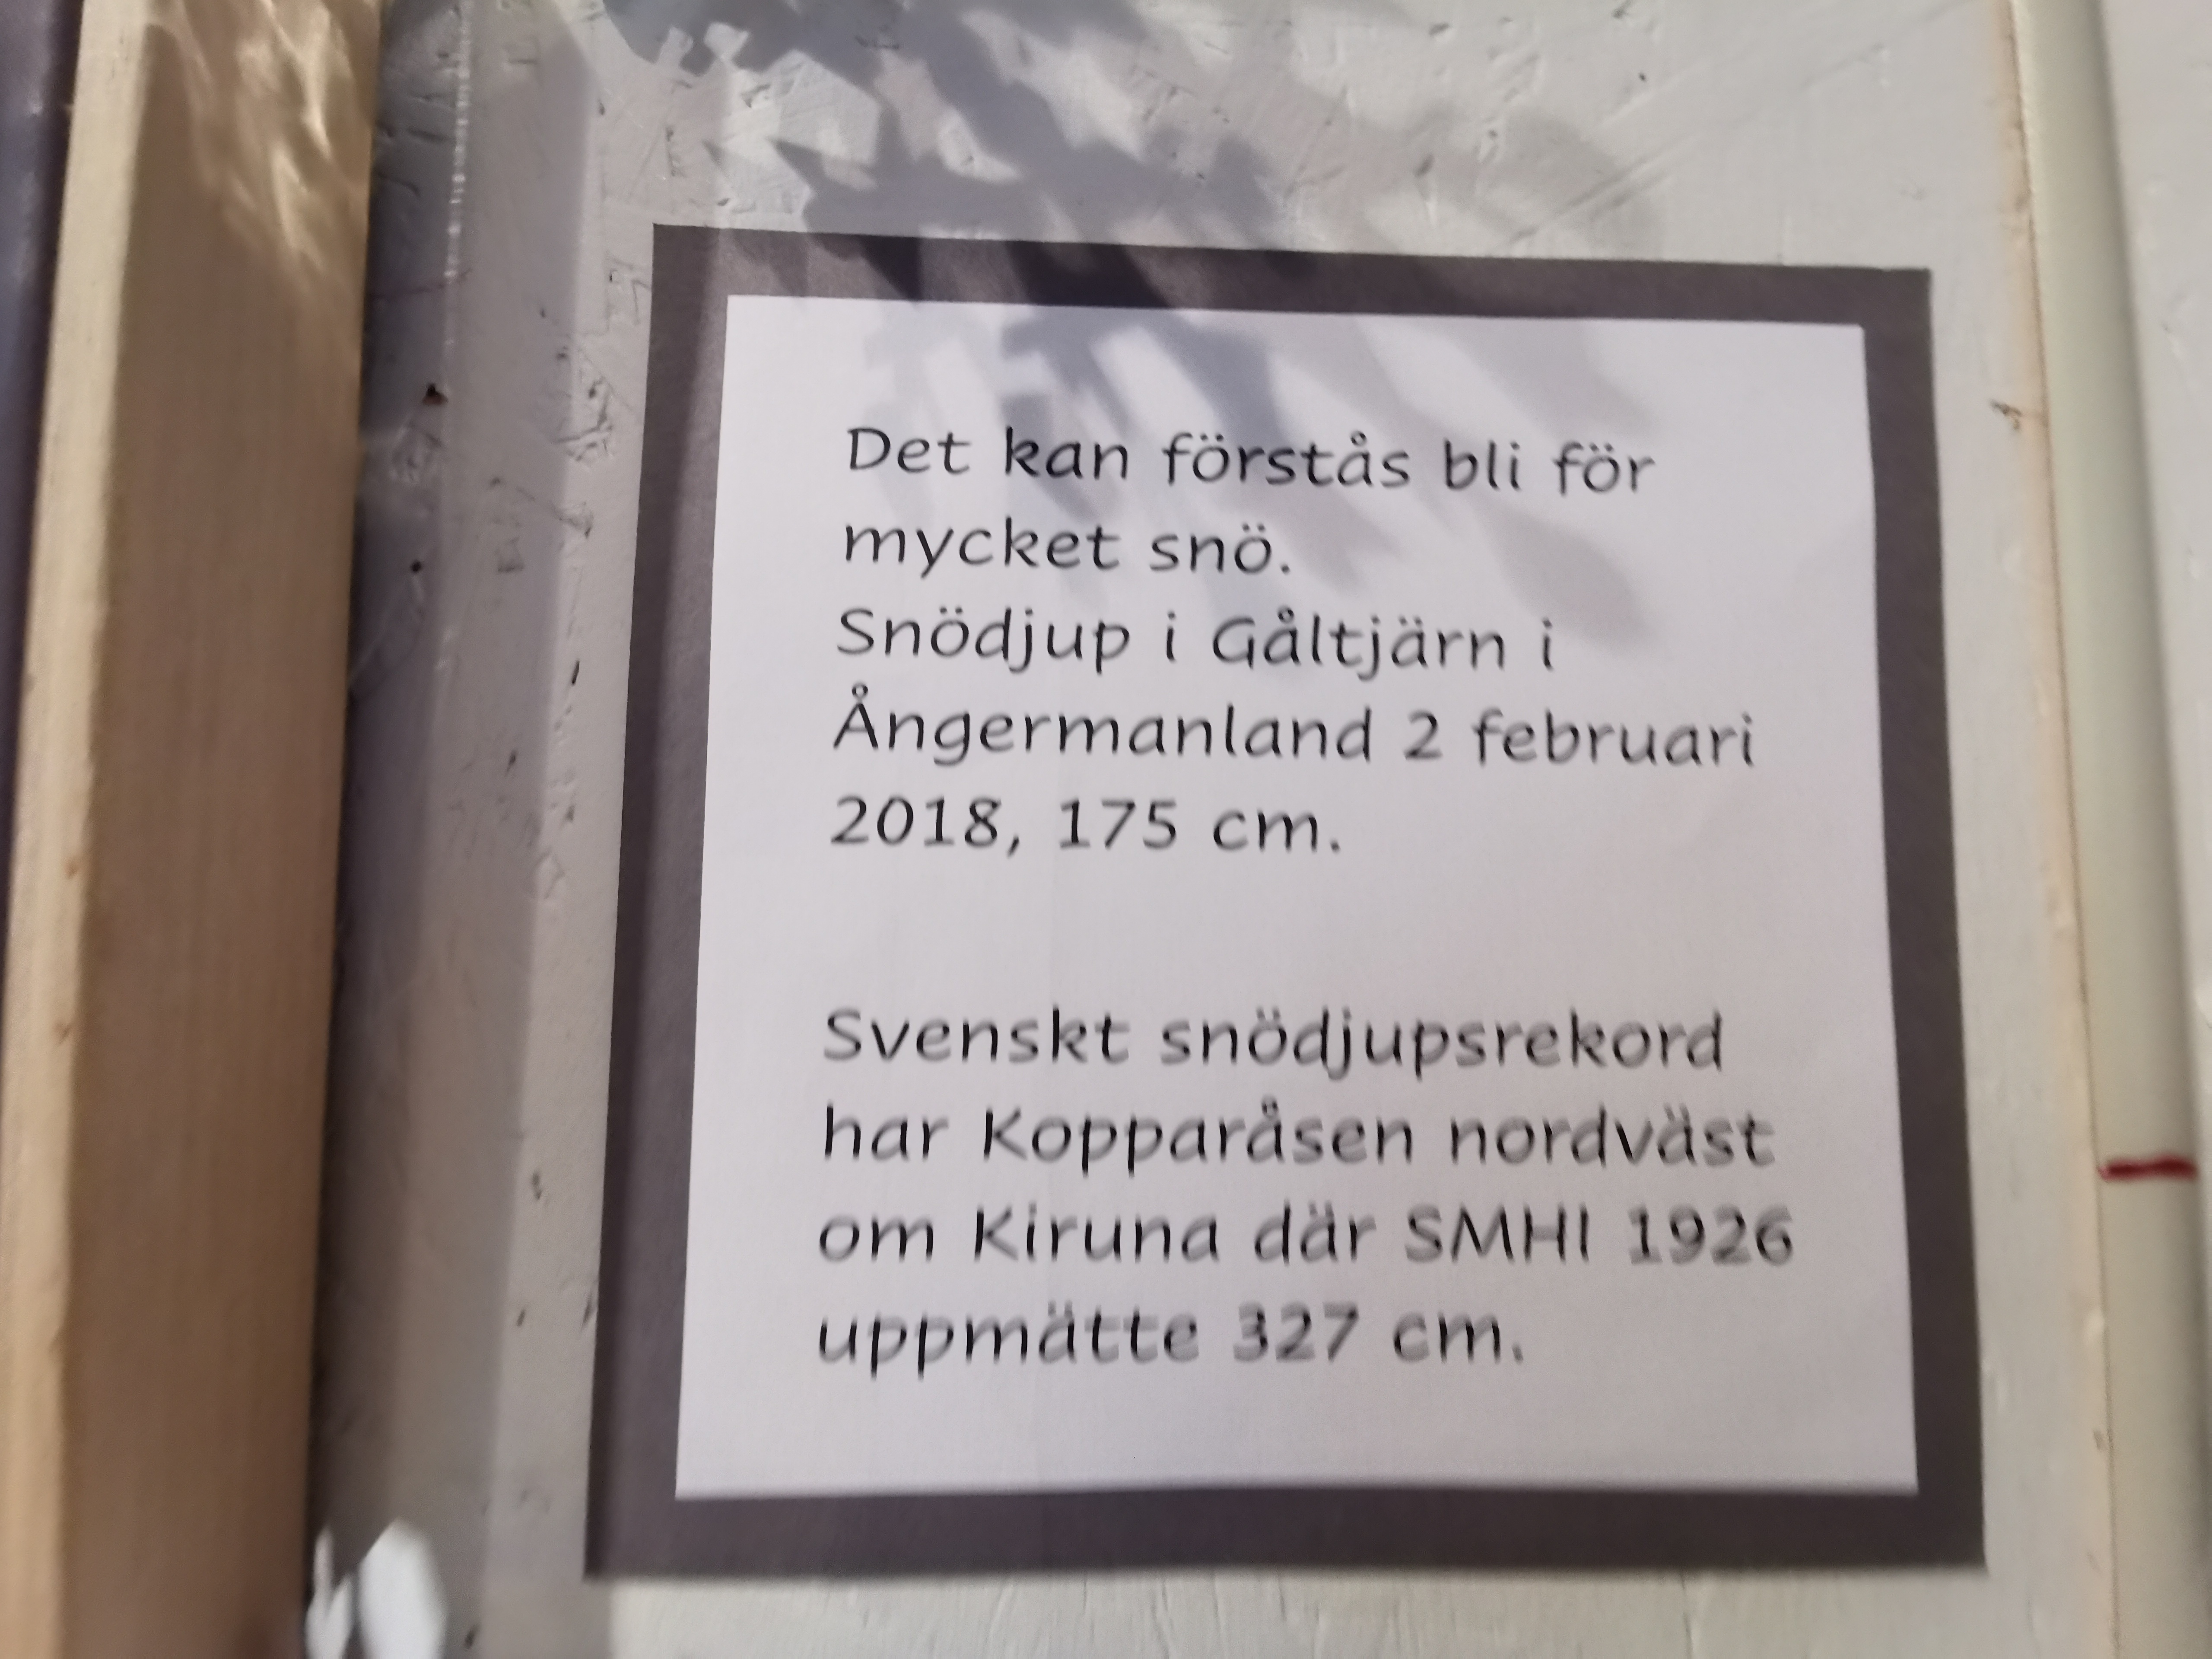 Det kan förstås bli för
mycket snö.
Snödjup i Gåltjärn i
Ångermanland 2 februari
2018, 175 cm.
Svenskt snödjupsrekord
har Kopparåsen nordväst
om Kiruna där SMHI 1926
uppmätte 327 cm.